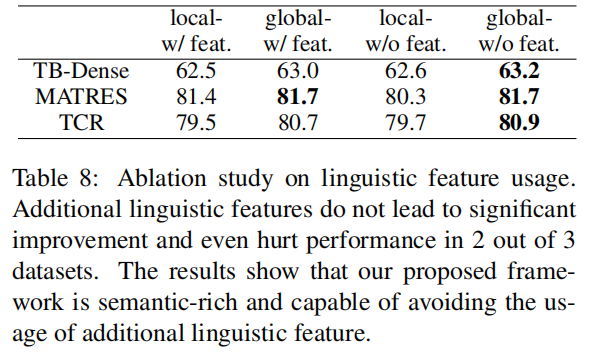 local- global- local- global-
w/ feat. w/ feat. w/o feat. w/o feat.
TB-Dense 62.5 63.0 62.6 63.2
MATRES 81.4 81.7 80.3 81.7
TCR 79.5 80.7 79.7 80.9
Table 8: Ablation study on linguistic feature usage.
Additional linguistic features do not lead to significant
improvement and even hurt performance in 2 out of 3
datasets. The results show that our proposed frame-
work is semantic-rich and capable of avoiding the us-
age of additional linguistic feature.